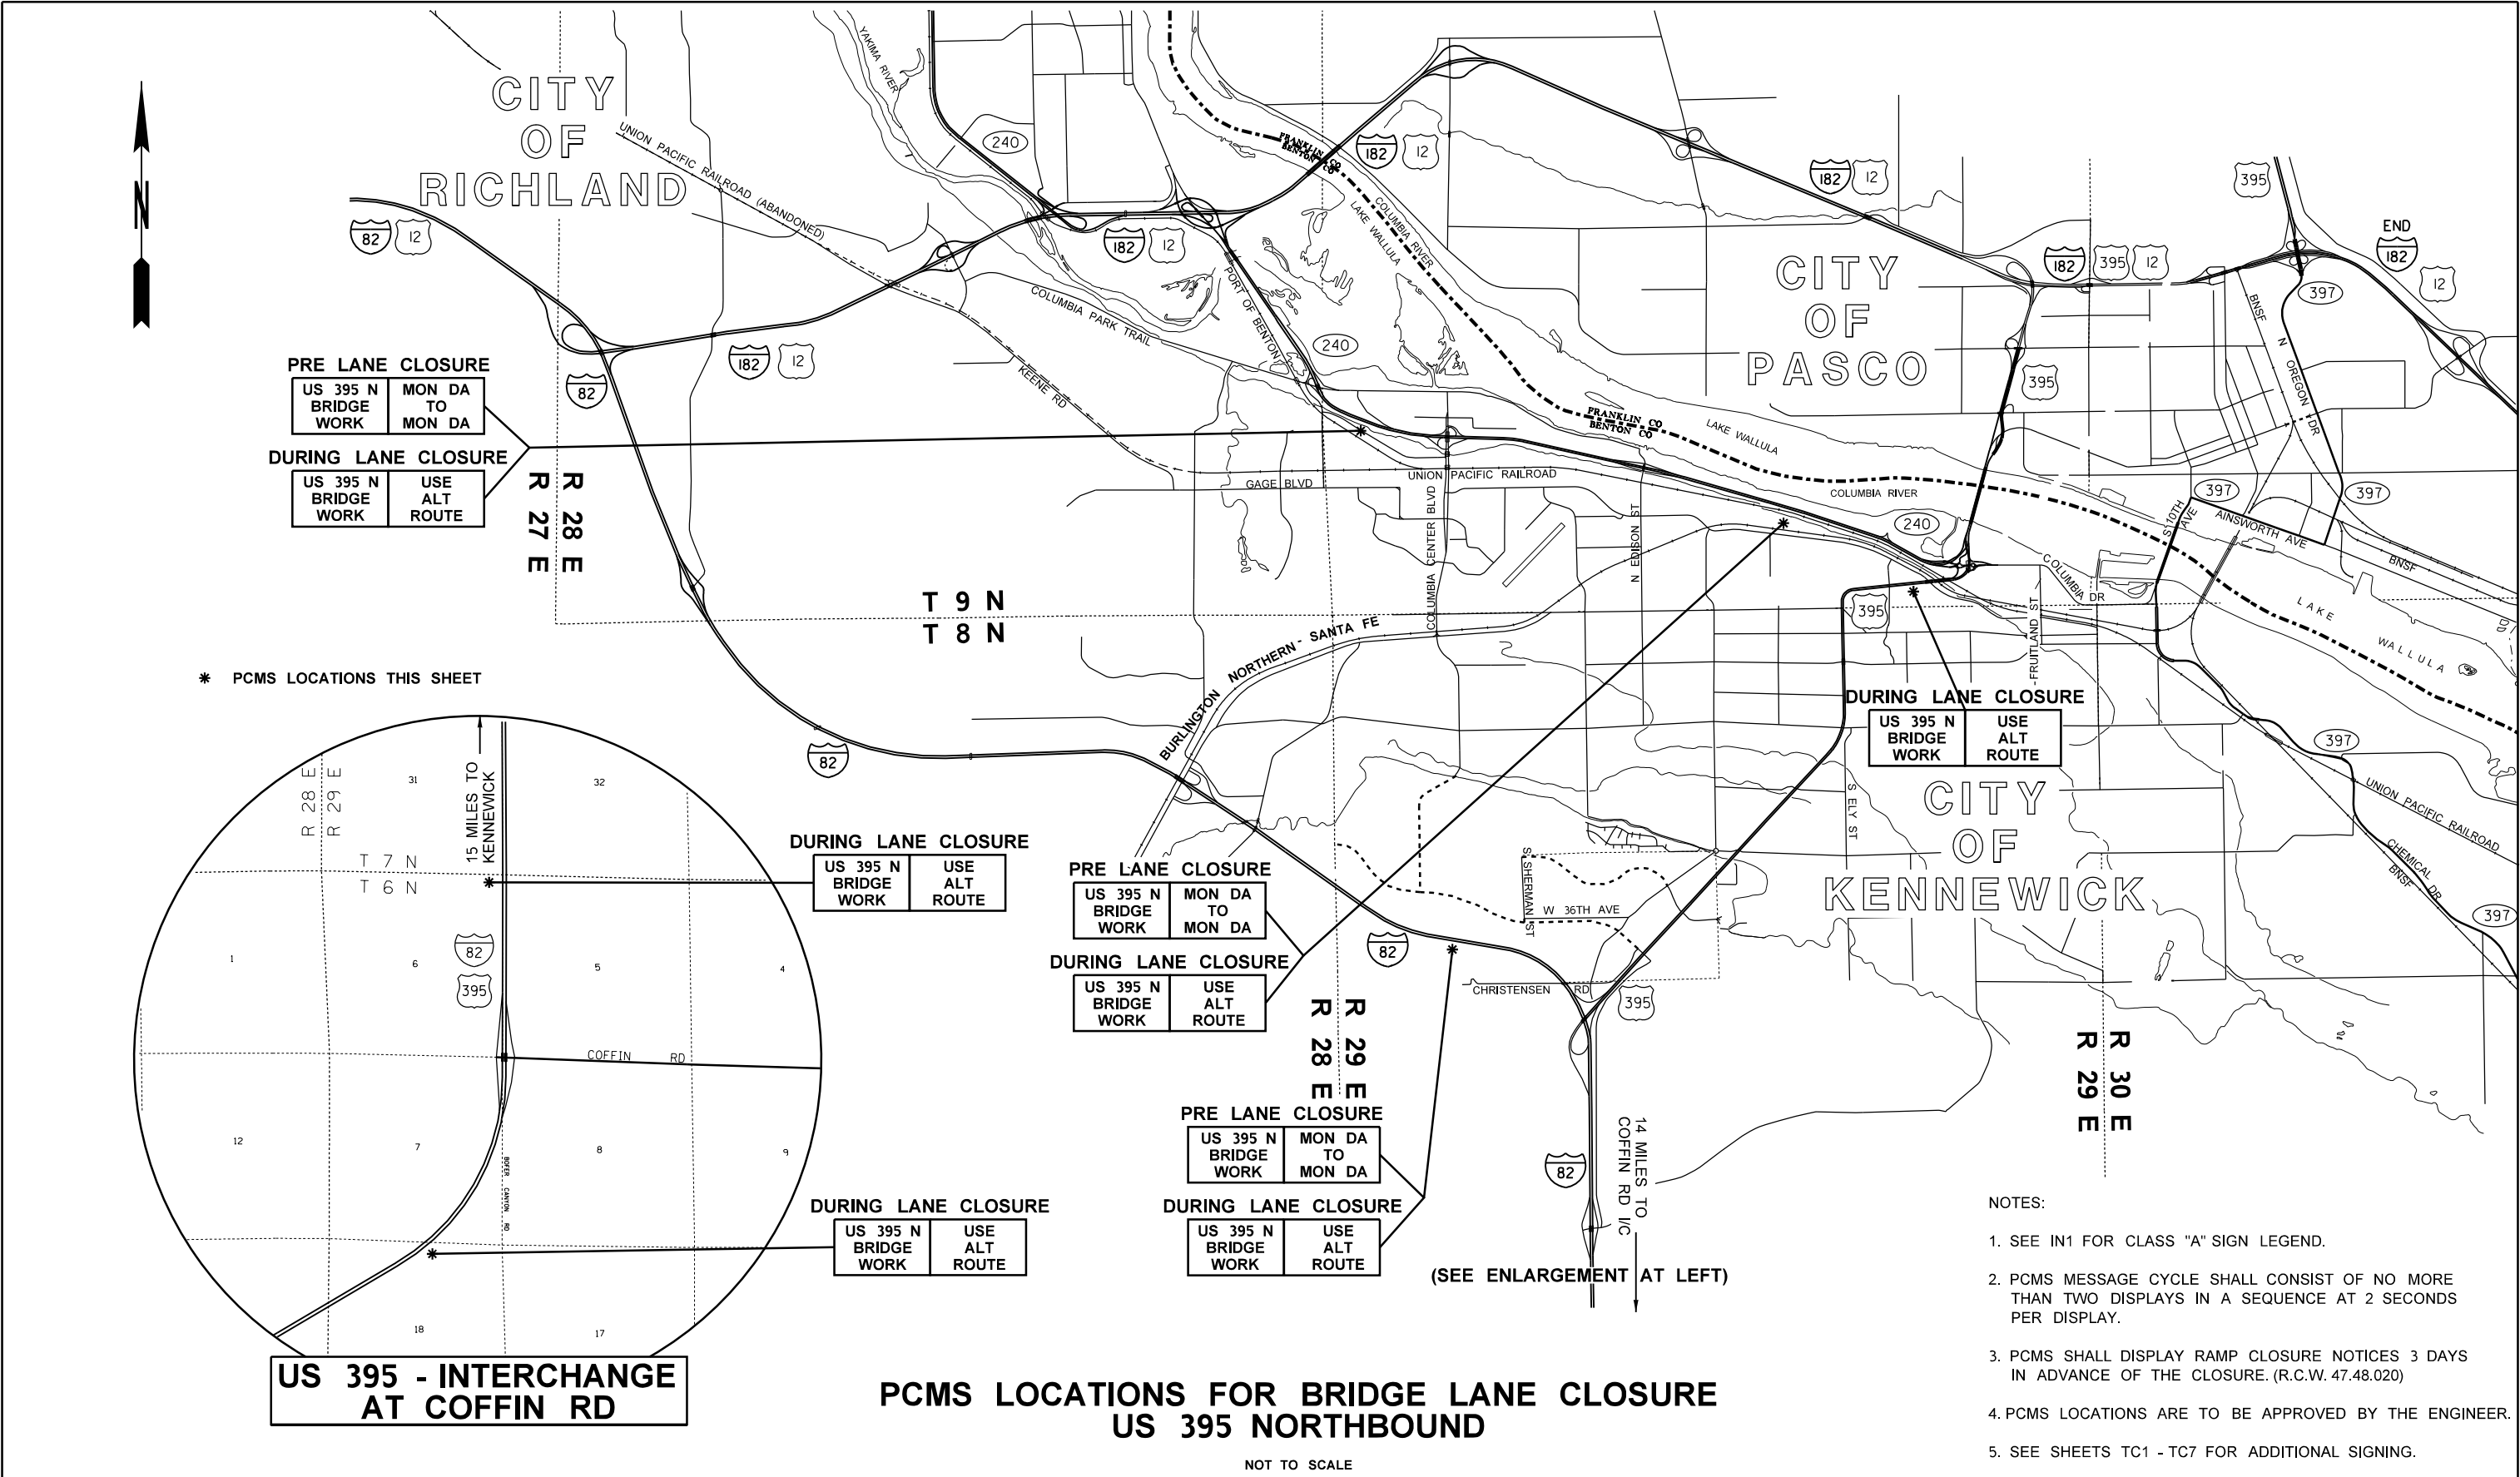 CITY
OF
RICHLAND
UNION PACIFIC RAILROAD (ABANDONED)
YAKIMA RIVER
240
FRANKLIN CO
BENTON CO
182
12
182
12
395
END
182
12
82
12
182
12
COLUMBIA RIVER
LAKE WALLULA
CITY
OF
PASCO
182
395
12
397
BNSF
N OREGON DR
PORT OF BENTON
COLUMBIA PARK TRAIL
KEENE RD
240
182
12
82
395
N
PRE LANE CLOSURE
US 395 N
BRIDGE
WORK
MON DA
TO
MON DA
DURING LANE CLOSURE
US 395 N
BRIDGE
WORK
USE
ALT
ROUTE
R 27 E
R 28 E
FRANKLIN CO
BENTON CO
LAKE WALLULA
GAGE BLVD
UNION PACIFIC RAILROAD
COLUMBIA CENTER BLVD
N EDISON ST
COLUMBIA RIVER
240
S 10TH
AVE
397
397
AINSWORTH AVE
BNSF
T 9 N
T 8 N
BURLINGTON NORTHERN - SANTA FE
395
COLUMBIA DR
FRUITLAND ST
LAKE WALLULA
* PCMS LOCATIONS THIS SHEET
DURING LANE CLOSURE
US 395 N
BRIDGE
WORK
USE
ALT
ROUTE
397
82
S ELY ST
CITY
OF
KENNEWICK
UNION PACIFIC RAILROAD
CHEMICAL DR
BNSF
397
R 28 E
R 29 E
31
32
15 MILES TO
KENNEWICK
T 7 N
T 6 N
1
6
5
4
82
395
COFFIN RD
12
7
8
9
BOFER CANYON RD
18
17
DURING LANE CLOSURE
US 395 N
BRIDGE
WORK
USE
ALT
ROUTE
DURING LANE CLOSURE
US 395 N
BRIDGE
WORK
USE
ALT
ROUTE
US 395 - INTERCHANGE
AT COFFIN RD
PRE LANE CLOSURE
US 395 N
BRIDGE
WORK
MON DA
TO
MON DA
DURING LANE CLOSURE
US 395 N
BRIDGE
WORK
USE
ALT
ROUTE
S SHERMAN ST
W 36TH AVE
82
CHRISTENSEN RD
395
R 28 E
R 29 E
R 29 E
R 30 E
PRE LANE CLOSURE
US 395 N
BRIDGE
WORK
MON DA
TO
MON DA
DURING LANE CLOSURE
US 395 N
BRIDGE
WORK
USE
ALT
ROUTE
82
14 MILES TO
COFFIN RD I/C
(SEE ENLARGEMENT AT LEFT)
PCMS LOCATIONS FOR BRIDGE LANE CLOSURE
US 395 NORTHBOUND
NOT TO SCALE
NOTES:
1. SEE IN1 FOR CLASS "A" SIGN LEGEND.
2. PCMS MESSAGE CYCLE SHALL CONSIST OF NO MORE
THAN TWO DISPLAYS IN A SEQUENCE AT 2 SECONDS
PER DISPLAY.
3. PCMS SHALL DISPLAY RAMP CLOSURE NOTICES 3 DAYS
IN ADVANCE OF THE CLOSURE. (R.C.W. 47.48.020)
4. PCMS LOCATIONS ARE TO BE APPROVED BY THE ENGINEER.
5. SEE SHEETS TC1 - TC7 FOR ADDITIONAL SIGNING.